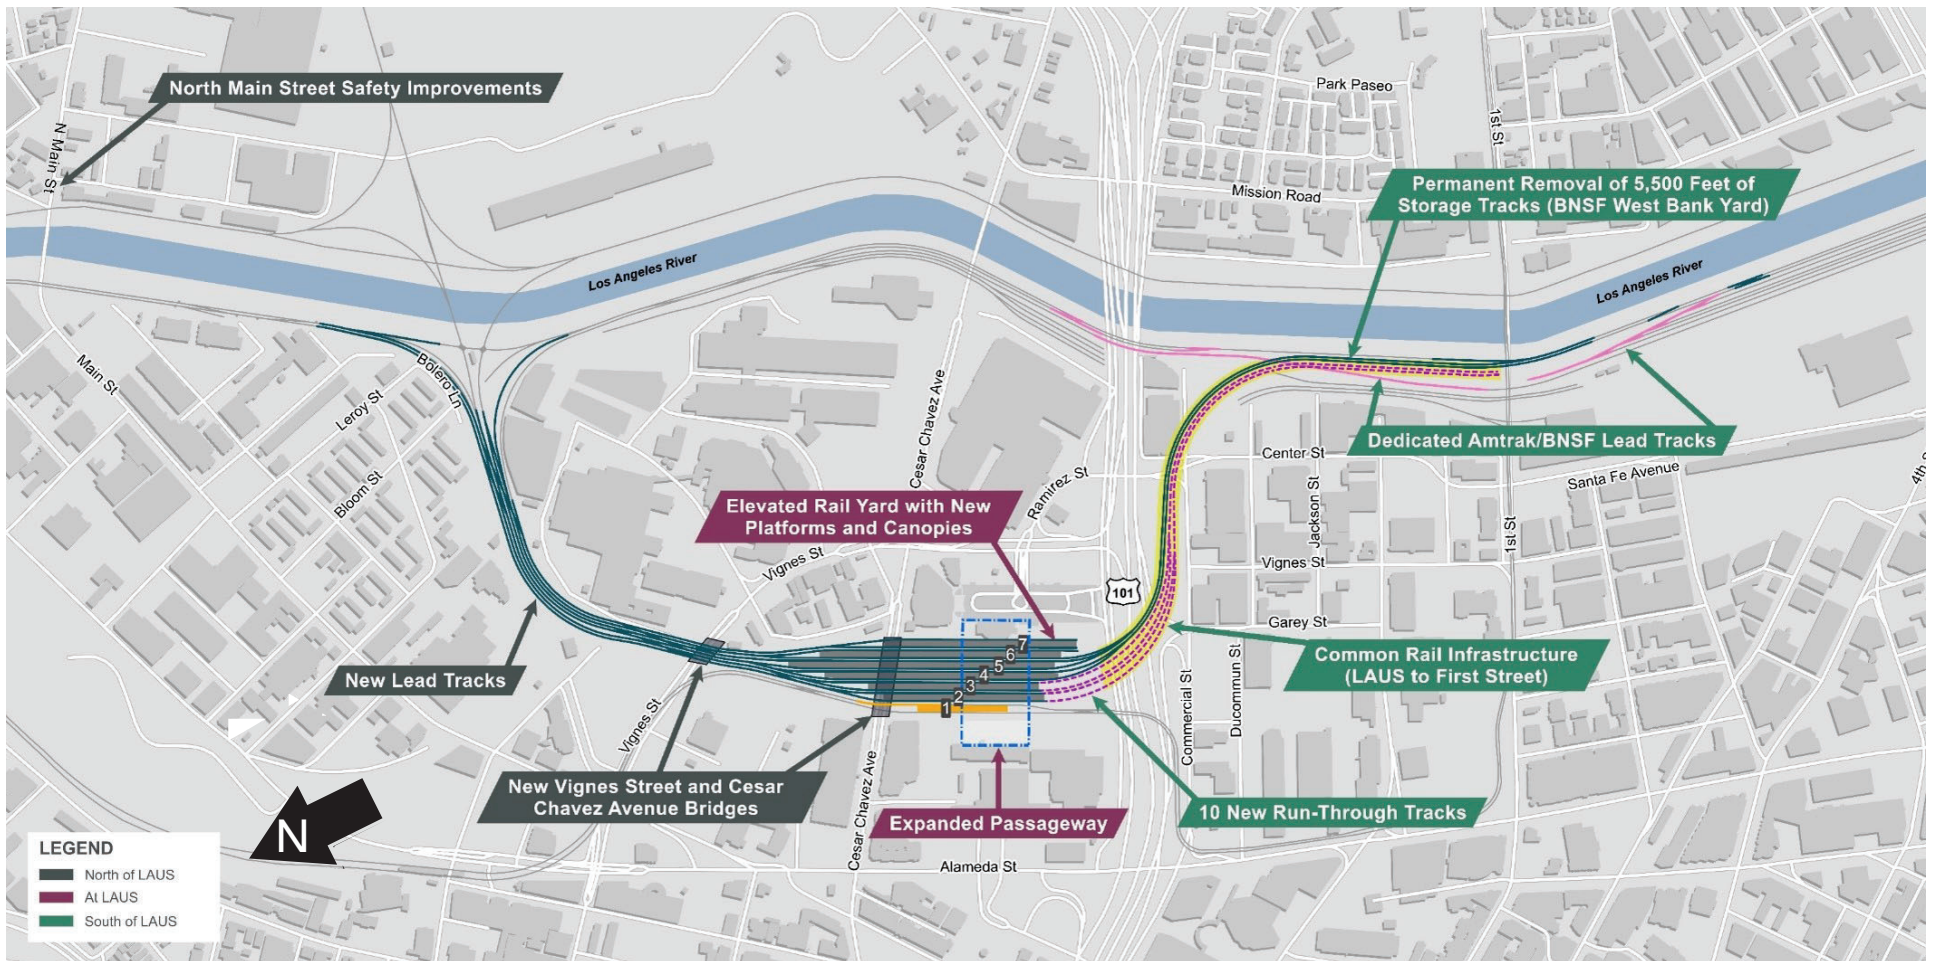 North Main Street Safety Improvements
N Main St
Park Paseo
1st St
Mission Road
Permanent Removal of 5,500 Feet of
Storage Tracks (BNSF West Bank Yard)
Los Angeles River
Los Angeles River
Main St
Bolero Ln
Leroy St
Bloom St
Cesar Chavez Ave
Ramirez St
Center St
Dedicated Amtrak/BNSF Lead Tracks
Santa Fe Avenue
Jackson St
1st St
Elevated Rail Yard with New
Platforms and Canopies
Vignes St
Vignes St
101
Garey St
7
6
5
4
3
2
1
Common Rail Infrastructure
(LAUS to First Street)
New Lead Tracks
Vignes St
Commercial St
Ducommun St
New Vignes Street and Cesar
Chavez Avenue Bridges
Cesar Chavez Ave
Expanded Passageway
10 New Run-Through Tracks
Alameda St
N
LEGEND
North of LAUS
At LAUS
South of LAUS